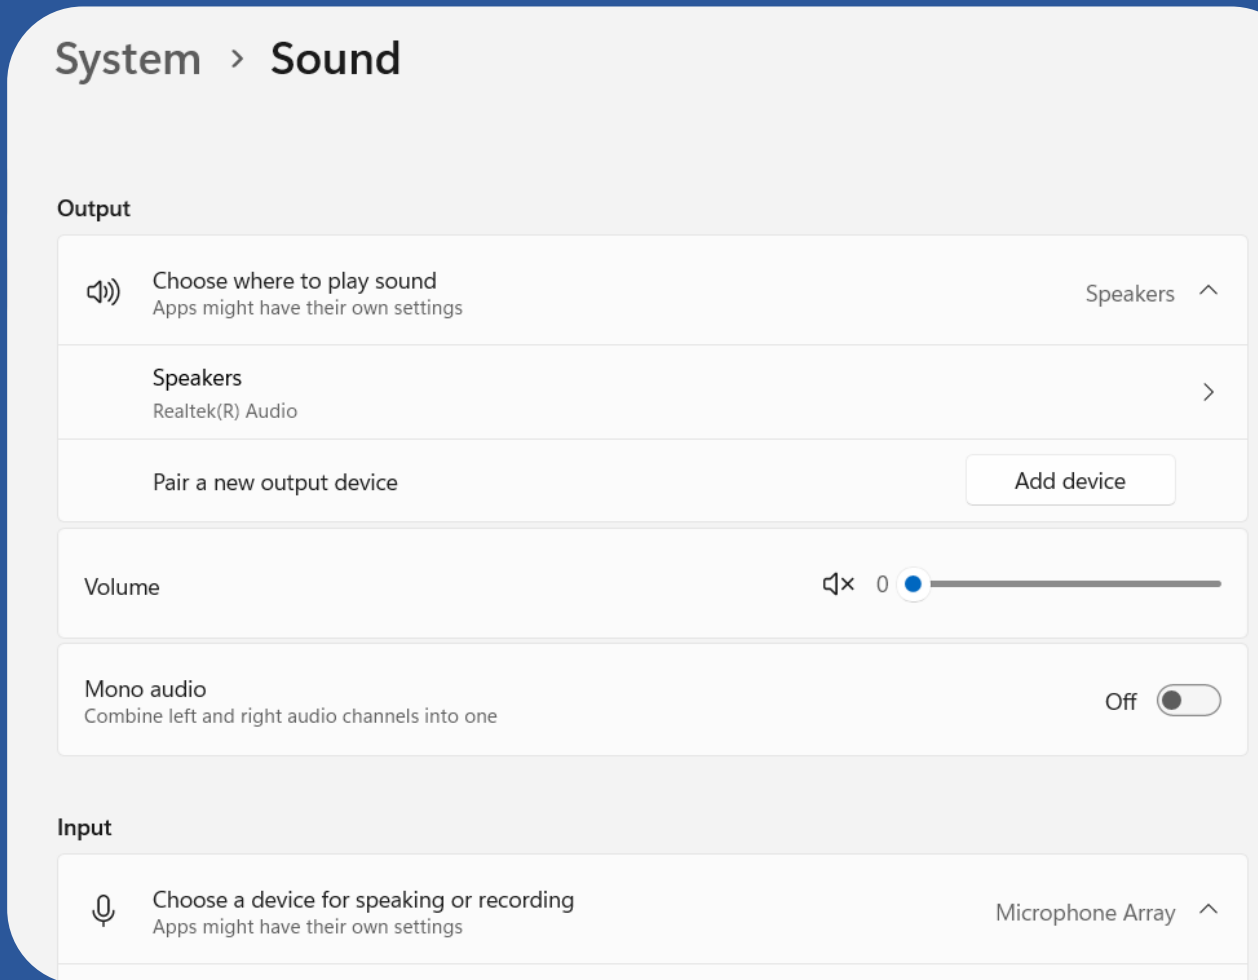 System > Sound
Output
Choose where to play sound
Apps might have their own settings
Speakers
Speakers
Realtek(R) Audio
Pair a new output device
Add device
Volume
0
Mono audio
Combine left and right audio channels into one
Off
Input
Choose a device for speaking or recording
Apps might have their own settings
Microphone Array